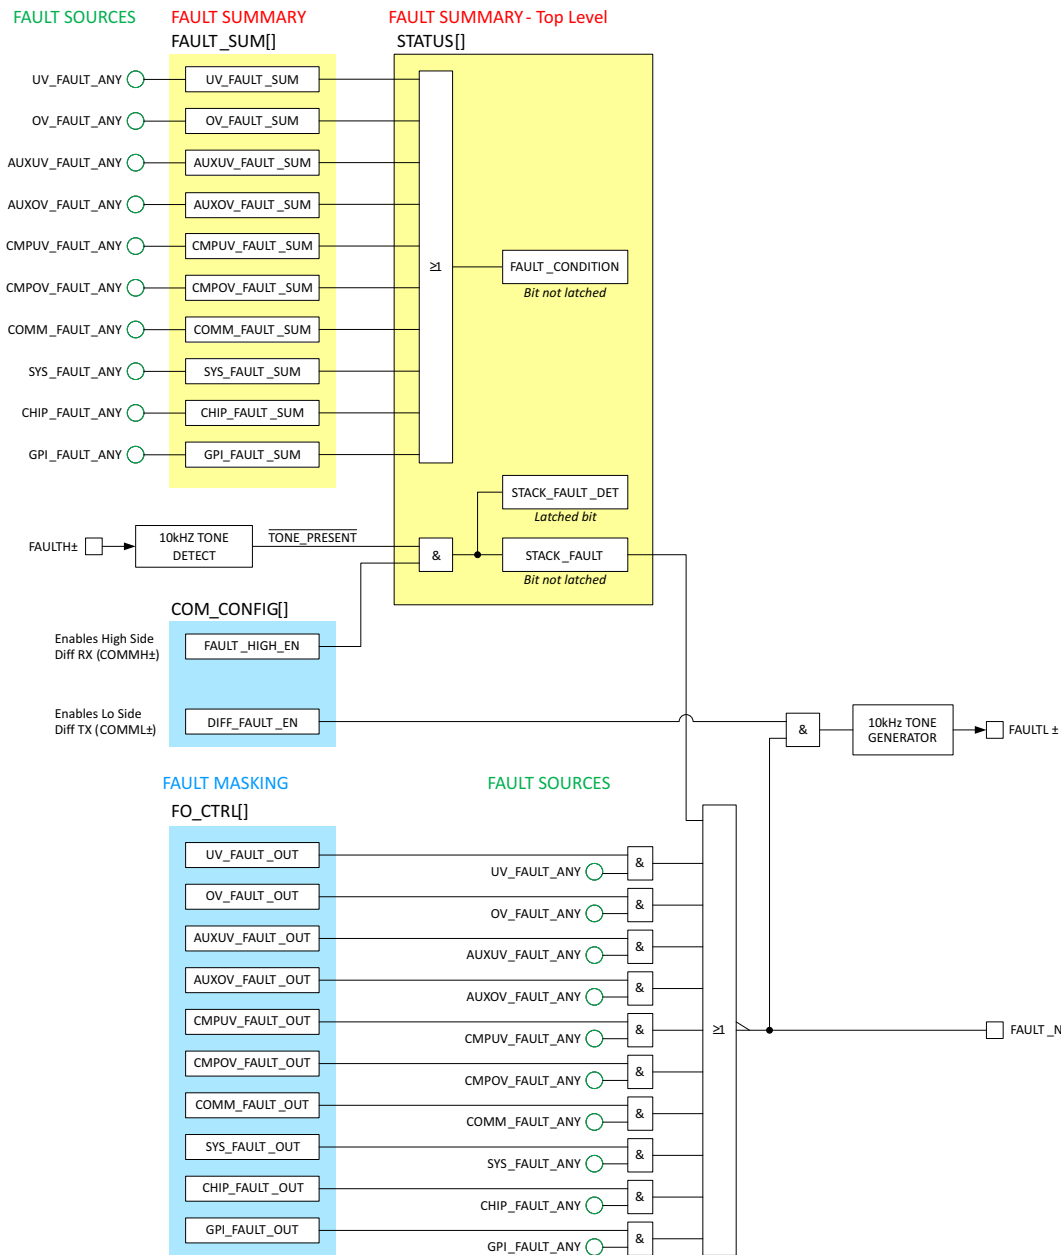 FAULT SOURCES
FAULT SUMMARY
FAULT SUMMARY - Top Level
FAULT_SUM[]
STATUS[]
UV_FAULT_ANY
UV_FAULT_SUM
OV_FAULT_ANY
OV_FAULT_SUM
AUXUV_FAULT_ANY
AUXUV_FAULT_SUM
AUXOV_FAULT_ANY
AUXOV_FAULT_SUM
CMPUV_FAULT_ANY
CMPUV_FAULT_SUM
≥1
FAULT_CONDITION
Bit not latched
CMPOV_FAULT_ANY
CMPOV_FAULT_SUM
COMM_FAULT_ANY
COMM_FAULT_SUM
SYS_FAULT_ANY
SYS_FAULT_SUM
CHIP_FAULT_ANY
CHIP_FAULT_SUM
GPI_FAULT_ANY
GPI_FAULT_SUM
STACK_FAULT_DET
Latched bit
FAULTH±
10kHZ TONE
DETECT
TONE_PRESENT
&
STACK_FAULT
Bit not latched
COM_CONFIG[]
Enables High Side
Diff RX (COMMH±)
FAULT_HIGH_EN
Enables Lo Side
Diff TX (COMML±)
DIFF_FAULT_EN
&
10kHz TONE
GENERATOR
FAULTL ±
FAULT MASKING
FAULT SOURCES
FO_CTRL[]
UV_FAULT_OUT
&
UV_FAULT_ANY
OV_FAULT_OUT
&
OV_FAULT_ANY
AUXUV_FAULT_OUT
&
AUXUV_FAULT_ANY
AUXOV_FAULT_OUT
&
AUXOV_FAULT_ANY
CMPUV_FAULT_OUT
&
CMPUV_FAULT_ANY
≥1
FAULT_N
CMPOV_FAULT_OUT
&
CMPOV_FAULT_ANY
COMM_FAULT_OUT
&
COMM_FAULT_ANY
SYS_FAULT_OUT
&
SYS_FAULT_ANY
CHIP_FAULT_OUT
&
CHIP_FAULT_ANY
GPI_FAULT_OUT
&
GPI_FAULT_ANY